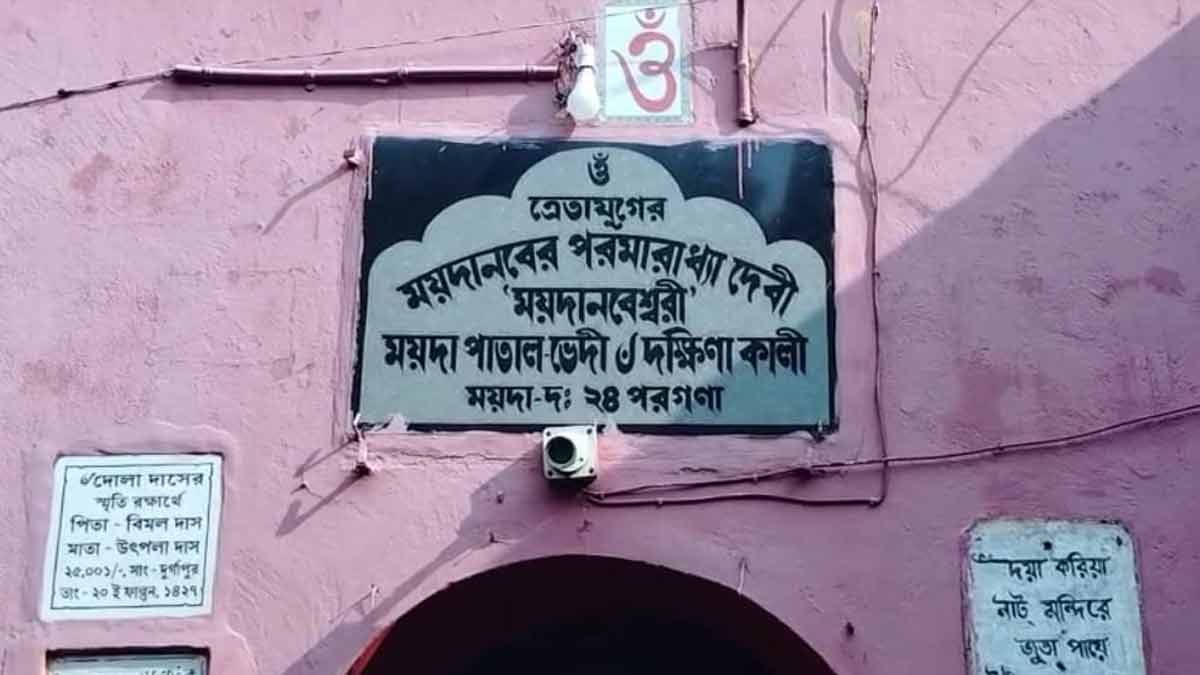 ওঁ
ওঁ
ত্রেতাযুগের
ময়দানবের পরমারাধ্যা দেবী
'ময়দানবেশ্বরী'
ময়দা পাতাল-ভেদী ৺ দক্ষিণা কালী
ময়দা-দঃ ২৪ পরগণা
৺দোলা দাসের
স্মৃতি রক্ষার্থে
পিতা - বিমল দাস
মাতা - উৎপলা দাস
২৫,০০১/-, সাং - দুর্গাপুর
তাং - ২০ ই ফাল্গুন, ১৪২৭
দয়া করিয়া
নাট মন্দিরে
জুতা পায়ে